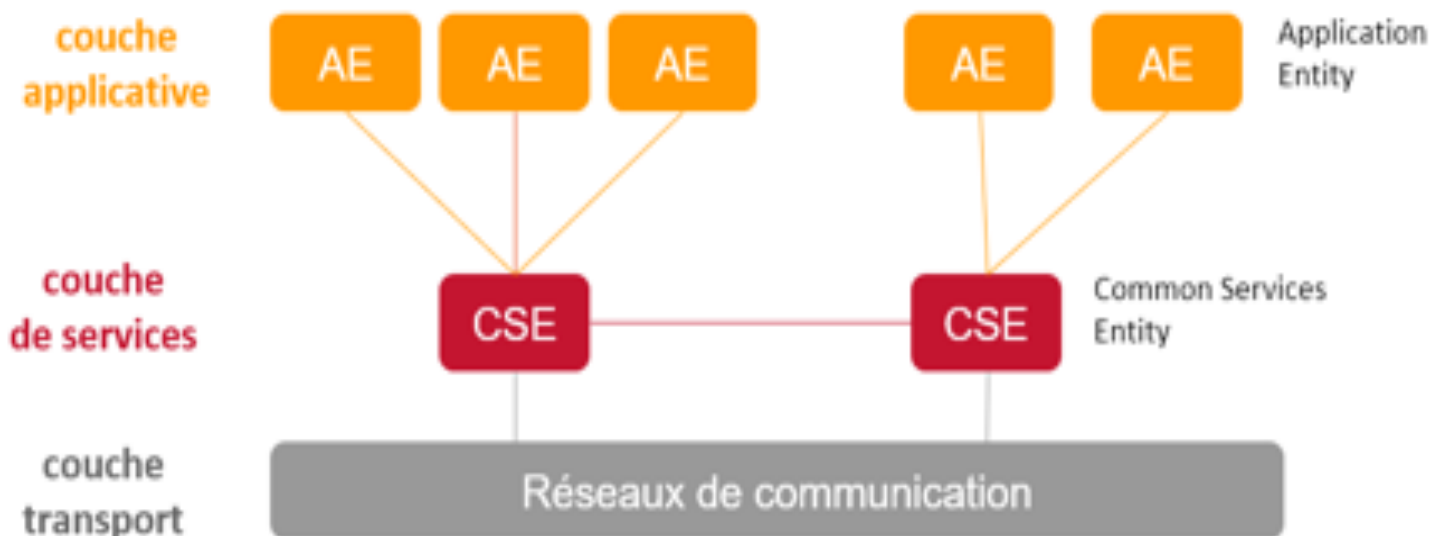 couche
applicative
AE
AE
AE
AE
AE
Application
Entity
couche
de services
CSE
CSE
Common Services
Entity
couche
transport
Réseaux de communication